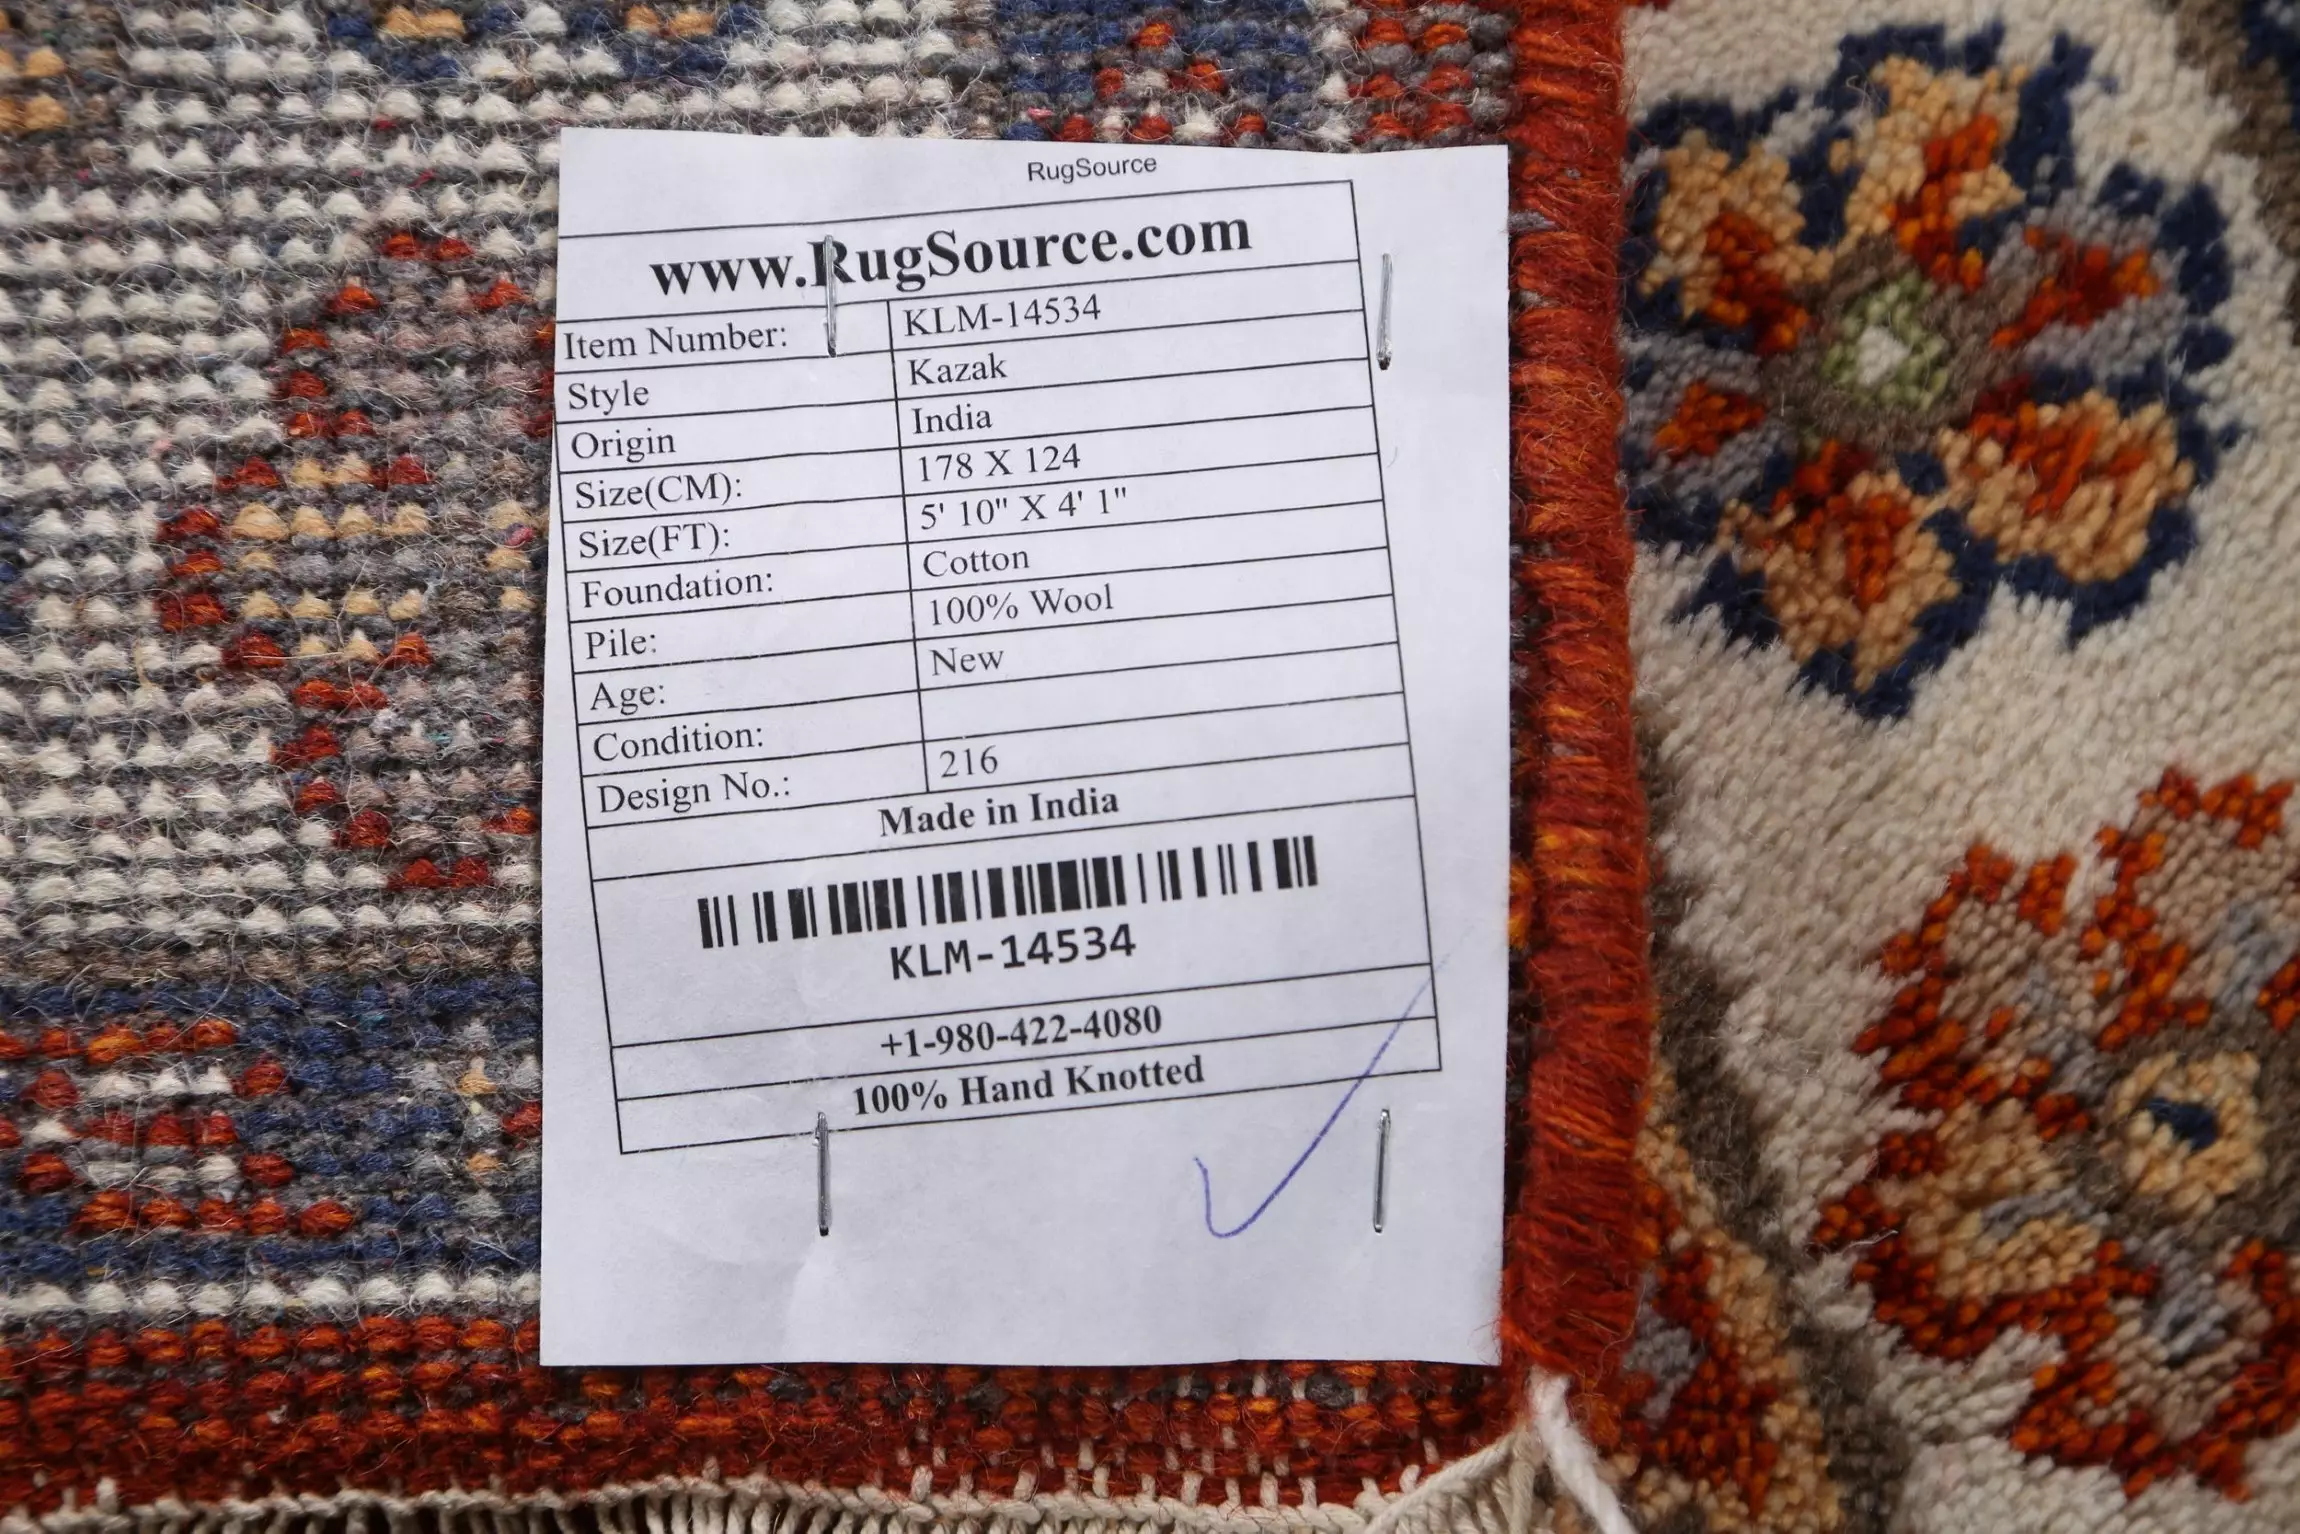 RugSource
www.RugSource.com
Item Number: KLM-14534
Style Kazak
Origin India
Size(CM): 178 X 124
Size(FT): 5' 10" X 4' 1"
Foundation: Cotton
Pile: 100% Wool
Age: New
Condition:
Design No.: 216
Made in India
KLM-14534
+1-980-422-4080
100% Hand Knotted